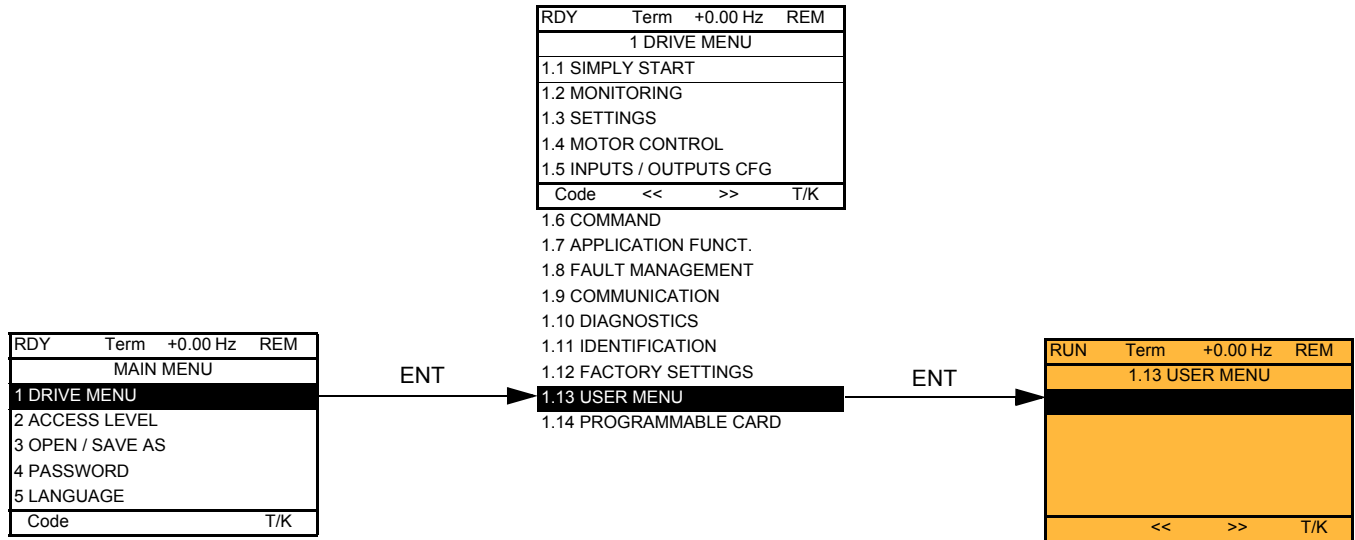 RDY Term +0.00 Hz REM
MAIN MENU
1 DRIVE MENU
2 ACCESS LEVEL
3 OPEN / SAVE AS
4 PASSWORD
5 LANGUAGE
Code T/K
ENT
RDY Term +0.00 Hz REM
1 DRIVE MENU
1.1 SIMPLY START
1.2 MONITORING
1.3 SETTINGS
1.4 MOTOR CONTROL
1.5 INPUTS / OUTPUTS CFG
Code << >> T/K
1.6 COMMAND
1.7 APPLICATION FUNCT.
1.8 FAULT MANAGEMENT
1.9 COMMUNICATION
1.10 DIAGNOSTICS
1.11 IDENTIFICATION
1.12 FACTORY SETTINGS
1.13 USER MENU
1.14 PROGRAMMABLE CARD
ENT
RUN Term +0.00 Hz REM
1.13 USER MENU
<< >> T/K